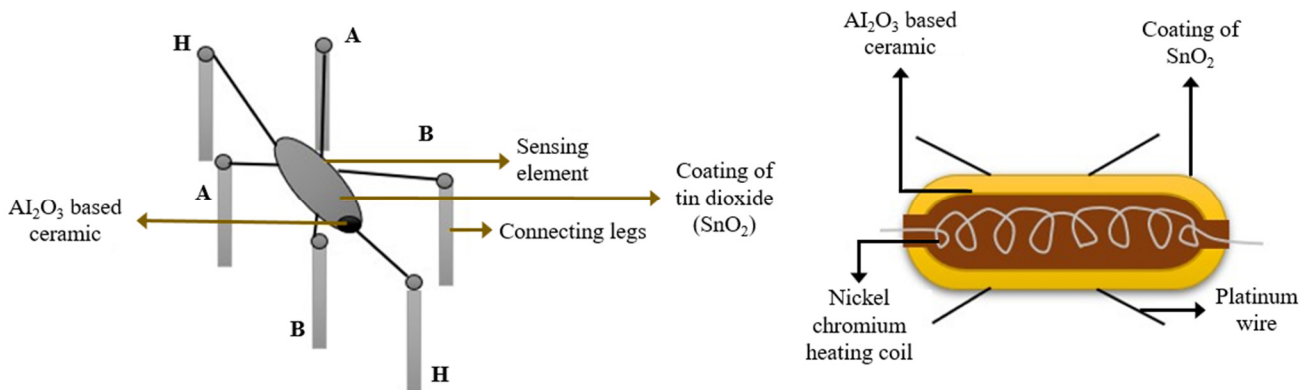 H
A
B
Sensing
element
A
Coating of
tin dioxide
(SnO₂)
AI₂O₃ based
ceramic
Connecting legs
B
H
AI₂O₃ based
ceramic
Coating of
SnO₂
Nickel
chromium
heating coil
Platinum
wire